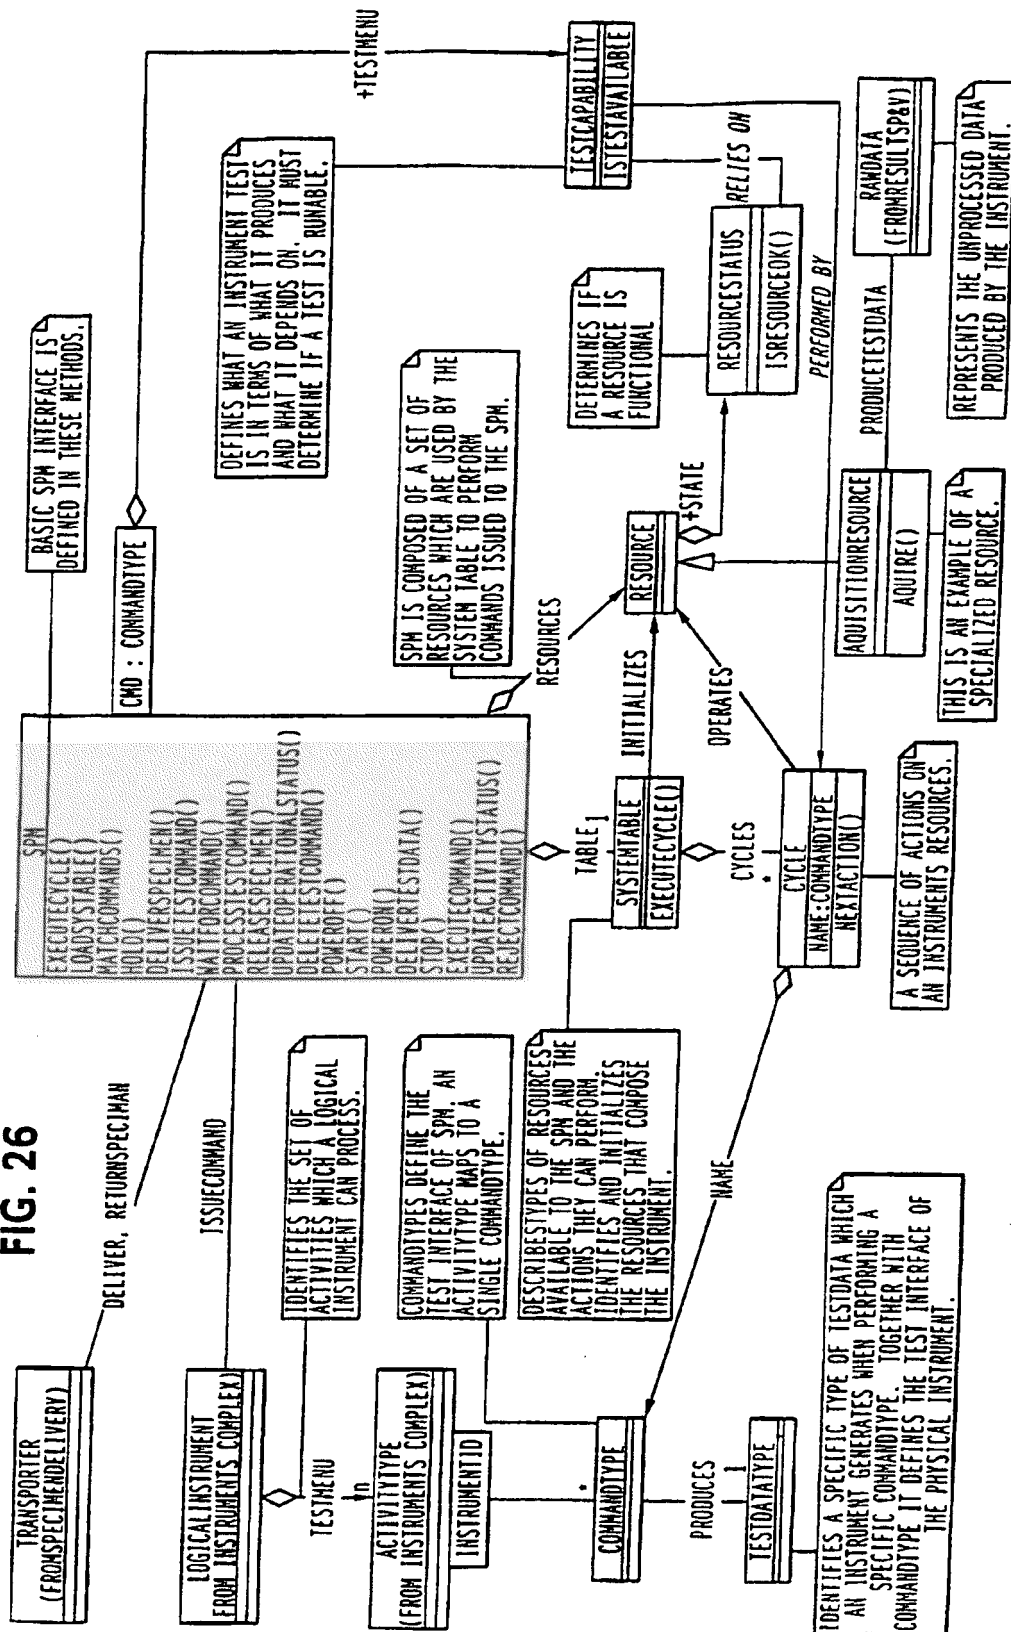 FIG. 26
TRANSPORTER
(FROMSPECIMENDELIVERY)
DELIVER, RETURNSPECIMAN
LOGICALINSTRUMENT
FROM INSTRUMENTS COMPLEX)
ISSUECOMMAND
IDENTIFIES THE SET OF
ACTIVITIES WHICH A LOGICAL
INSTRUMENT CAN PROCESS.
TESTMENU
n
ACTIVITYTYPE
(FROM INSTRUMENTS COMPLEX)
INSTRUMENTID
COMMANDTYPES DEFINE THE
TEST INTERFACE OF SPM, AN
ACTIVITYTYPE MAPS TO A
SINGLE COMMANDTYPE.
DESCRIBESTYPES OF RESOURCES
AVAILABLE TO THE SPM AND THE
ACTIONS THEY CAN PERFORM.
IDENTIFIES AND INITIALIZES
THE RESOURCES THAT COMPOSE
THE INSTRUMENT.
*
COMMANDTYPE
PRODUCES
1
TESTDATATYPE
NAME
IDENTIFIES A SPECIFIC TYPE OF TESTDATA WHICH
AN INSTRUMENT GENERATES WHEN PERFORMING A
SPECIFIC COMMANDTYPE. TOGETHER WITH
COMMANDTYPE IT DEFINES THE TEST INTERFACE OF
THE PHYSICAL INSTRUMENT.
SPM
EXECUTECYCLE()
LOADSYSTABLE()
MATCHCOMMANDS()
HOLD()
DELIVERSPECIMEN()
ISSUETESTCOMMAND()
WAITFORCOMMAND()
PROCESSTESTCOMMAND()
RELEASESPECIMEN()
UPDATEOPERATIONALSTATUS()
DELETETESTCOMMAND()
POWEROFF()
START()
POWERON()
DELIVERTESTDATA()
STOP()
EXECUTECOMMAND()
UPDATEACTIVITYSTATUS()
REJECTCOMMAND()
TABLE 1
SYSTEMTABLE
EXECUTECYCLE()
CYCLES
*
CYCLE
NAME:COMMANDTYPE
NEXTACTION()
A SEQUENCE OF ACTIONS ON
AN INSTRUMENTS RESOURCES.
BASIC SPM INTERFACE IS
DEFINED IN THESE METHODS.
CMD : COMMANDTYPE
+TESTMENU
DEFINES WHAT AN INSTRUMENT TEST
IS IN TERMS OF WHAT IT PRODUCES
AND WHAT IT DEPENDS ON. IT MUST
DETERMINE IF A TEST IS RUNABLE.
SPM IS COMPOSED OF A SET OF
RESOURCES WHICH ARE USED BY THE
SYSTEM TABLE TO PERFORM
COMMANDS ISSUED TO THE SPM.
RESOURCES
INITIALIZES
OPERATES
RESOURCE
+STATE
DETERMINES IF
A RESOURCE IS
FUNCTIONAL
TESTCAPABILITY
ISTESTAVAILABLE
RELIES ON
RESOURCESTATUS
ISRESOURCEOK()
PERFORMED BY
AQUISITIONRESOURCE
AQUIRE()
THIS IS AN EXAMPLE OF A
SPECIALIZED RESOURCE.
PRODUCETESTDATA
RAWDATA
(FROMRESULTSP&V)
REPRESENTS THE UNPROCESSED DATA
PRODUCED BY THE INSTRUMENT.